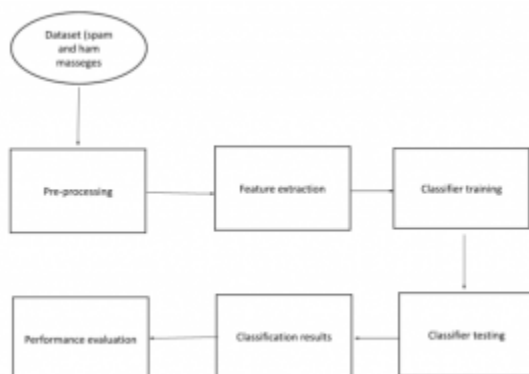 Dataset (spam
and ham
masseges
Pre-processing
Feature extraction
Classifier training
Classifier testing
Classification results
Performance evaluation